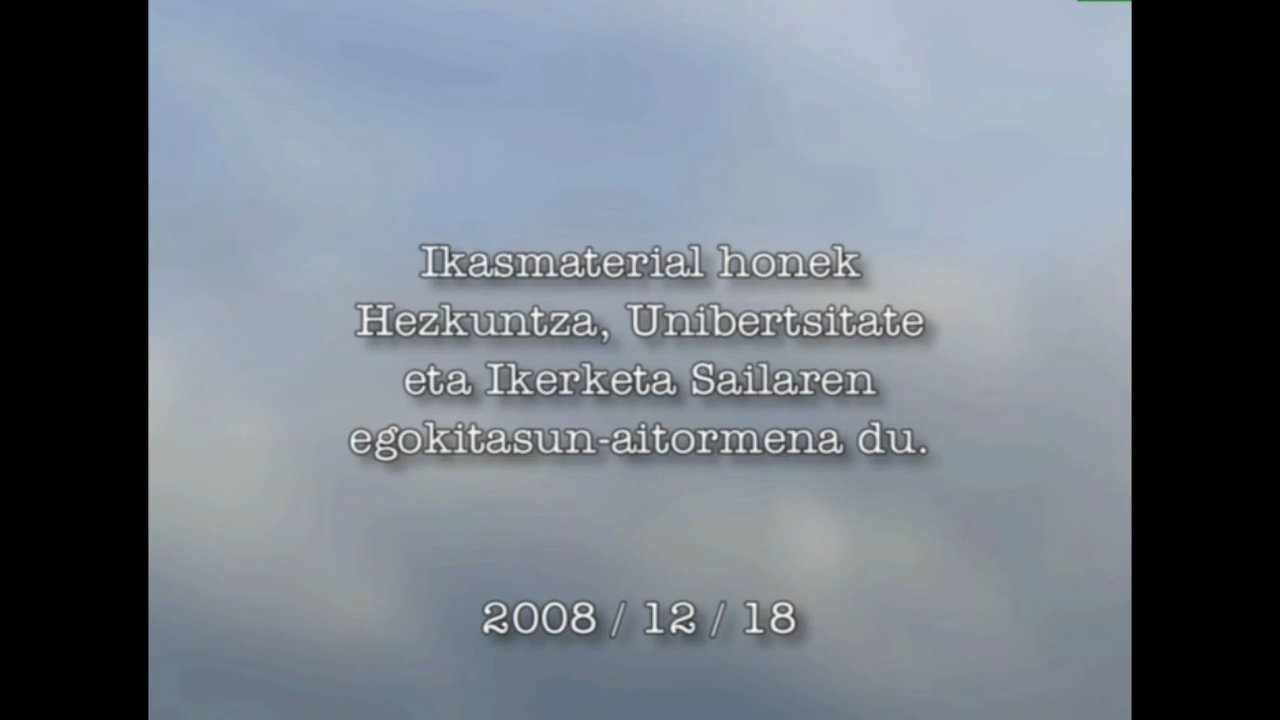 Ikasmaterial honek
Hezkuntza, Unibertsitate
eta Ikerketa Sailaren
egokitasun-aitormena du.
2008 / 12 / 18